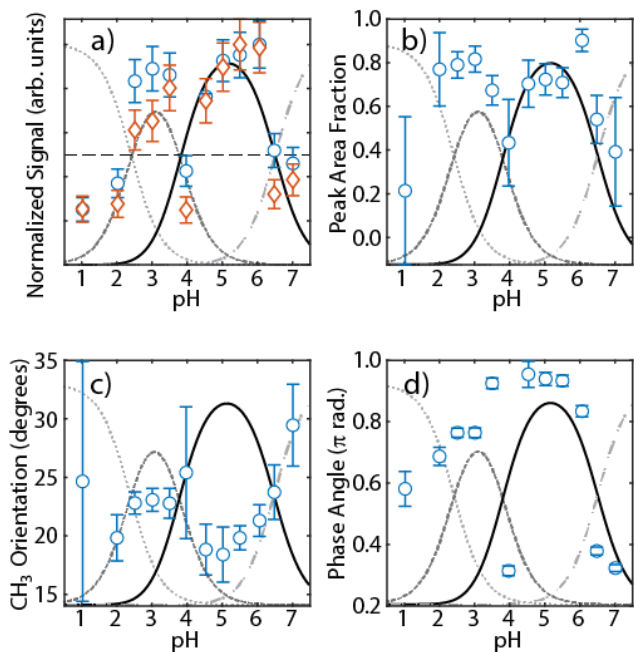 a)
Normalized Signal (arb. units)
1 2 3 4 5 6 7
pH
b)
Peak Area Fraction
1.0
0.8
0.6
0.4
0.2
0.0
1 2 3 4 5 6 7
pH
c)
CH₃ Orientation (degrees)
35
30
25
20
15
1 2 3 4 5 6 7
pH
d)
Phase Angle (π rad.)
1.0
0.8
0.6
0.4
0.2
1 2 3 4 5 6 7
pH